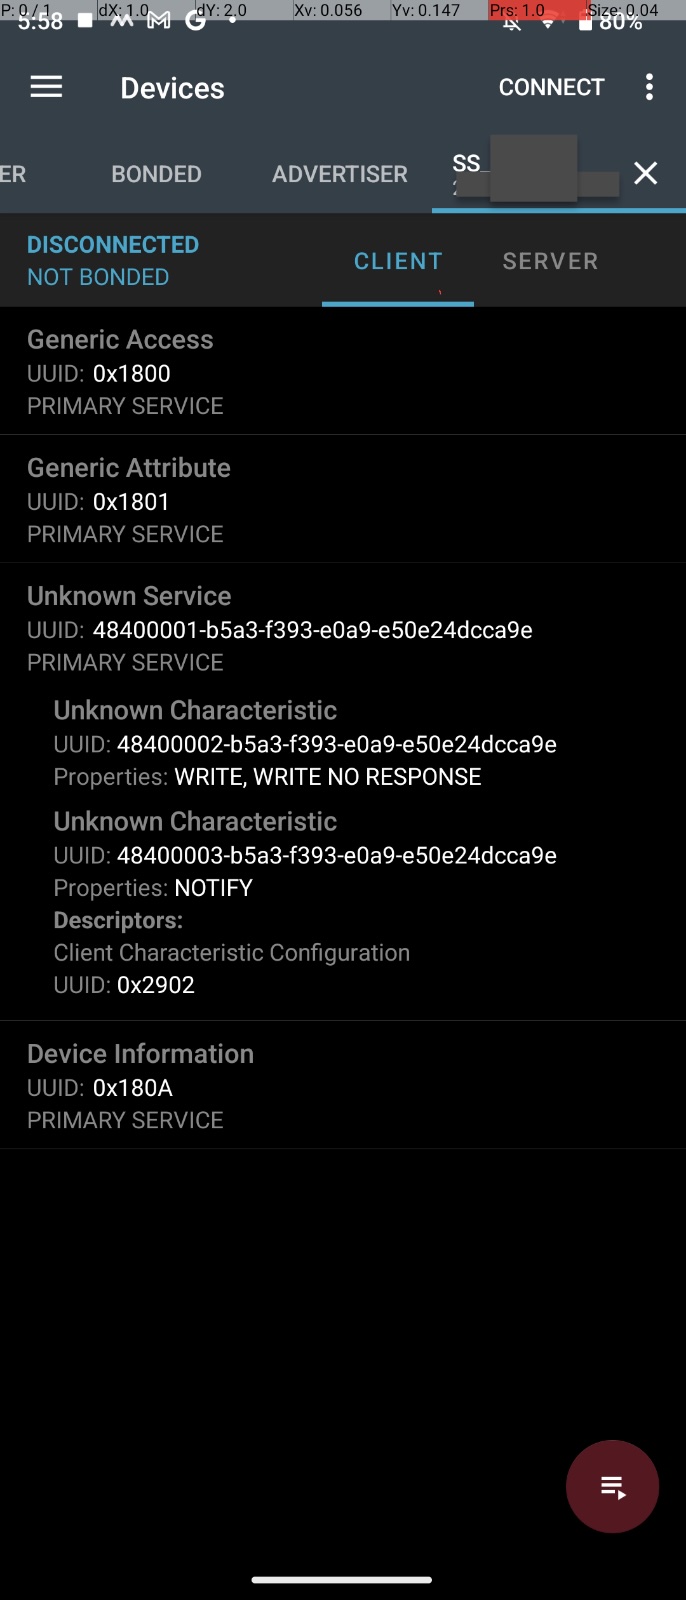 P: 0 / 1 dX: 1.0 dY: 2.0 Xv: 0.056 Yv: 0.147 Prs: 1.0 Size: 0.04
5:58 80%
Devices CONNECT
ER BONDED ADVERTISER SS_
DISCONNECTED
NOT BONDED
CLIENT SERVER
Generic Access
UUID: 0x1800
PRIMARY SERVICE
Generic Attribute
UUID: 0x1801
PRIMARY SERVICE
Unknown Service
UUID: 48400001-b5a3-f393-e0a9-e50e24dcca9e
PRIMARY SERVICE
Unknown Characteristic
UUID: 48400002-b5a3-f393-e0a9-e50e24dcca9e
Properties: WRITE, WRITE NO RESPONSE
Unknown Characteristic
UUID: 48400003-b5a3-f393-e0a9-e50e24dcca9e
Properties: NOTIFY
Descriptors:
Client Characteristic Configuration
UUID: 0x2902
Device Information
UUID: 0x180A
PRIMARY SERVICE